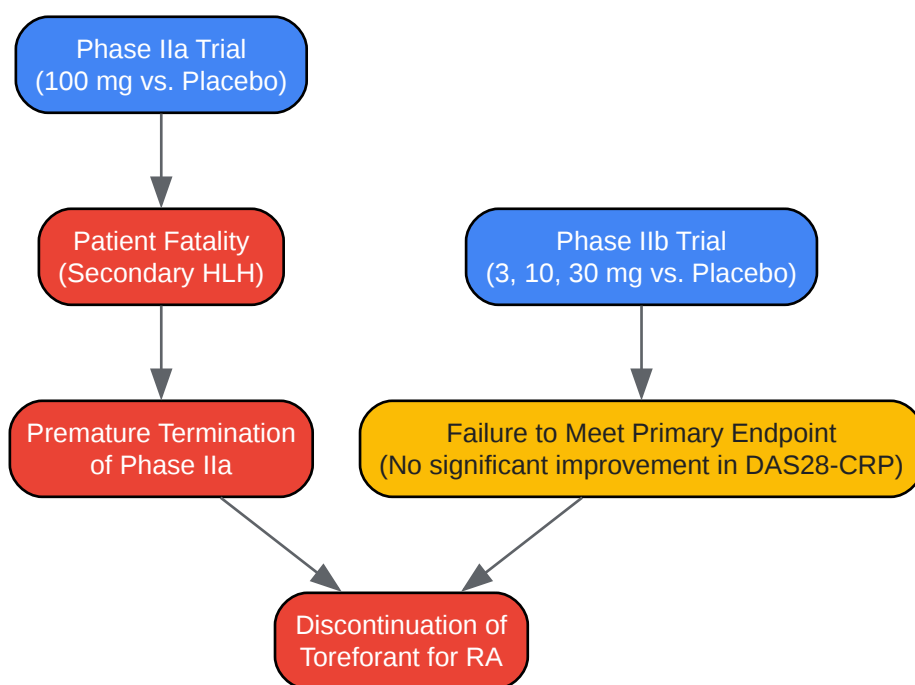 Phase IIa Trial
(100 mg vs. Placebo)
Patient Fatality
(Secondary HLH)
Phase IIb Trial
(3, 10, 30 mg vs. Placebo)
Premature Termination
of Phase IIa
Failure to Meet Primary Endpoint
(No significant improvement in DAS28-CRP)
Discontinuation of
Toreforant for RA